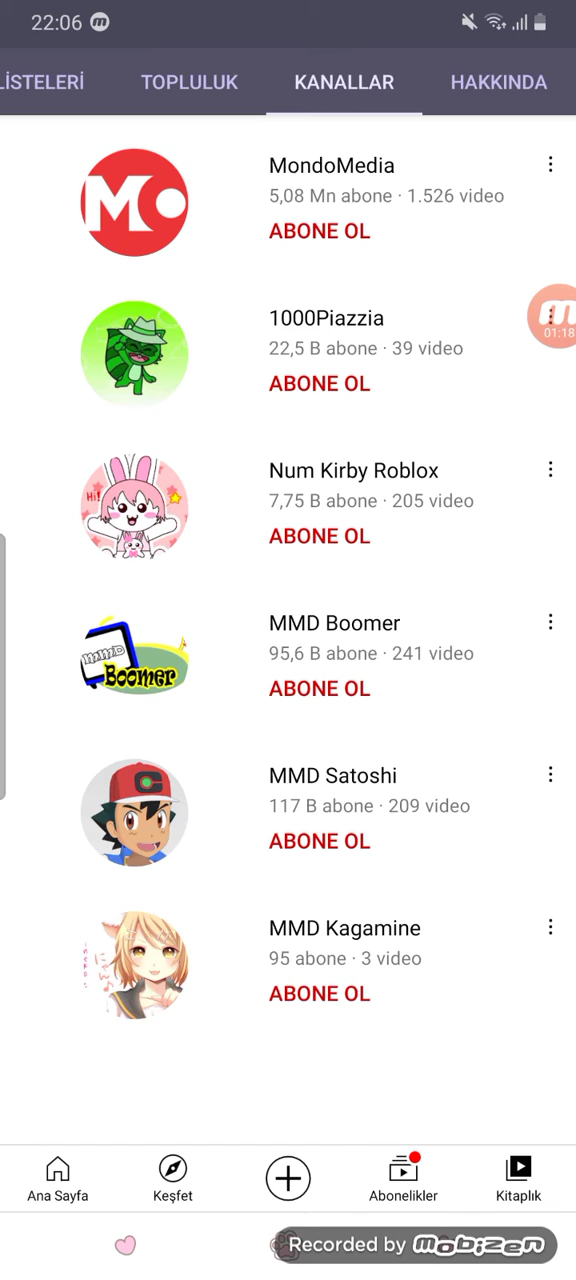 22:06
LİSTELERİ TOPLULUK KANALLAR HAKKINDA
MondoMedia
5,08 Mn abone · 1.526 video
ABONE OL
1000Piazzia
22,5 B abone · 39 video
ABONE OL
01:18
Num Kirby Roblox
7,75 B abone · 205 video
ABONE OL
Hi!
MMD Boomer
95,6 B abone · 241 video
ABONE OL
MMD
Boomer
MMD Satoshi
117 B abone · 209 video
ABONE OL
MMD Kagamine
95 abone · 3 video
ABONE OL
Ana Sayfa Keşfet Abonelikler Kitaplık
Recorded by mobizen